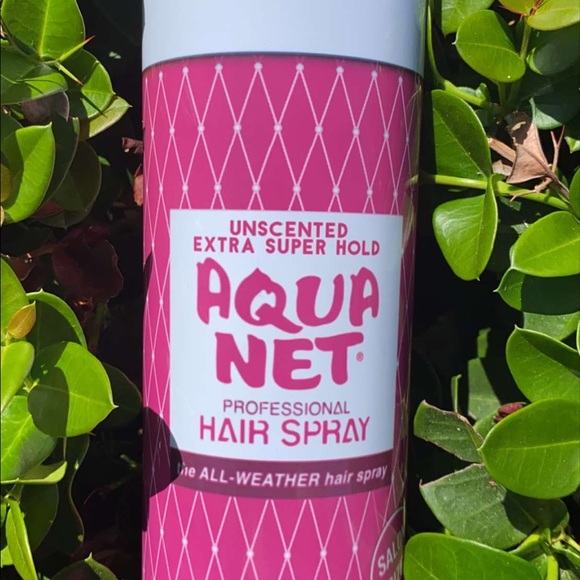 UNSCENTED
EXTRA SUPER HOLD
AQUA
NET®
PROFESSIONAL
HAIR SPRAY
the ALL-WEATHER hair spray